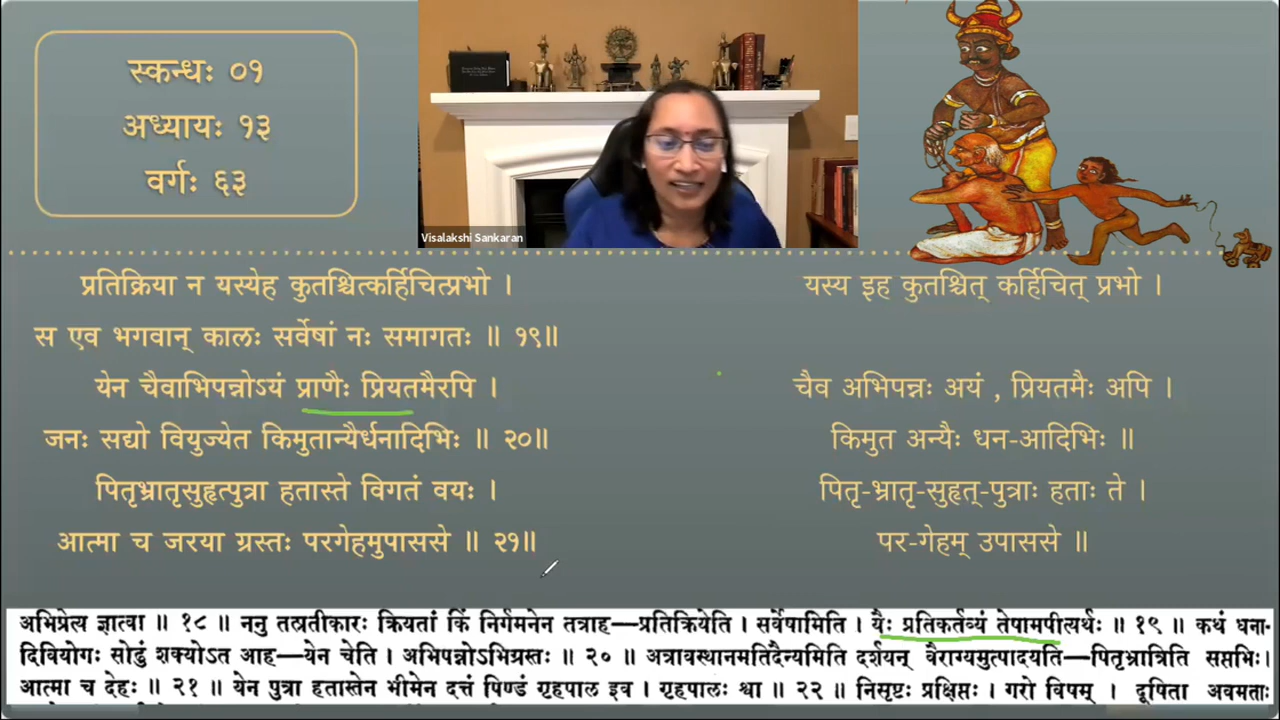 स्कन्धः ०१
अध्यायः १३
वर्गः ६३
Visalakshi Sankaran
प्रतिक्रिया न यस्येह कुतश्चित्कर्हिचित्प्रभो ।
स एव भगवान् कालः सर्वेषां नः समागतः ॥ १९॥
येन चैवाभिपन्नोऽयं प्राणैः प्रियतमैरपि ।
जनः सद्यो वियुज्येत किमुतान्यैर्धनादिभिः ॥ २०॥
पितृभ्रातृसुहृत्पुत्रा हतास्ते विगतं वयः ।
आत्मा च जरया ग्रस्तः परगेहमुपाससे ॥ २१॥
यस्य इह कुतश्चित् कर्हिचित् प्रभो ।
चैव अभिपन्नः अयं , प्रियतमैः अपि ।
किमुत अन्यैः धन-आदिभिः ॥
पितृ-भ्रातृ-सुहृत्-पुत्राः हताः ते ।
पर-गेहम् उपाससे ॥
अभिप्रेत्य ज्ञात्वा ॥ १८ ॥ ननु तत्प्रतीकारः क्रियतां किं निर्गमनेन तत्राह—प्रतिक्रियेति । सर्वेषामिति । यैः प्रतिकर्तव्यं तेषामपीत्यर्थः ॥ १९ ॥ कथं धना-
दिवियोगः सोढुं शक्योऽत आह—येन चेति । अभिपन्नोऽभिग्रस्तः ॥ २० ॥ अत्रावस्थानमतिदैन्यमिति दर्शयन् वैराग्यमुत्पादयति—पितृभ्रात्रिति सप्तभिः।
आत्मा च देहः ॥ २१ ॥ येन पुत्रा हतास्तेन भीमेन दत्तं पिण्डं गृहपाल इव । गृहपालः श्वा ॥ २२ ॥ निसृष्टः प्रक्षिप्तः । गरो विषम् । दूषिता अवमताः